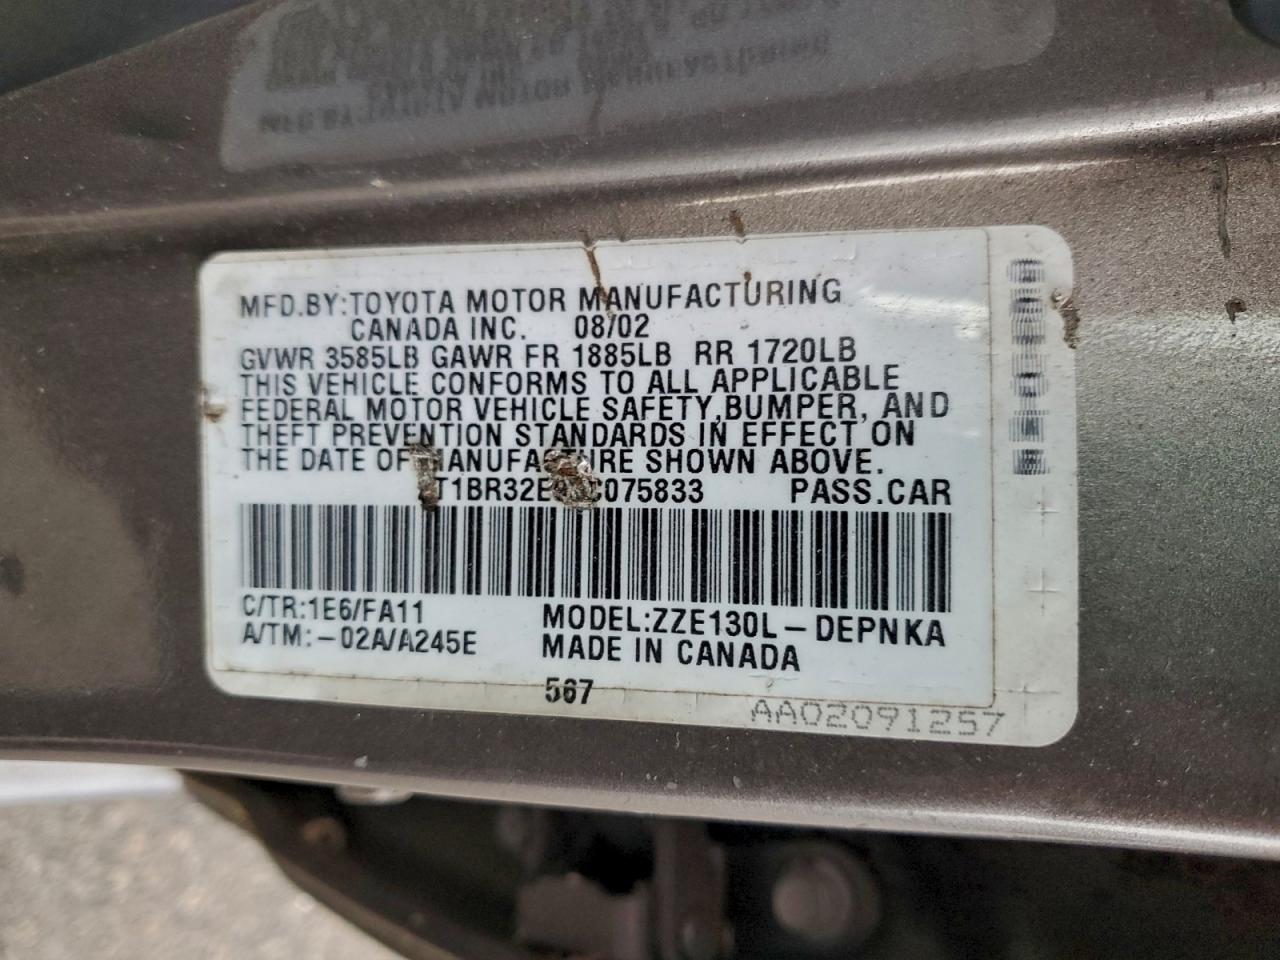 MFD.BY:TOYOTA MOTOR MANUFACTURING
CANADA INC. 08/02
GVWR 3585LB GAWR FR 1885LB RR 1720LB
THIS VEHICLE CONFORMS TO ALL APPLICABLE
FEDERAL MOTOR VEHICLE SAFETY,BUMPER, AND
THEFT PREVENTION STANDARDS IN EFFECT ON
THE DATE OF MANUFACTURE SHOWN ABOVE.
PASS.CAR
C/TR:1E6/FA11
A/TM:-02A/A245E
MODEL:ZZE130L-DEPNKA
MADE IN CANADA
567
AA02091257